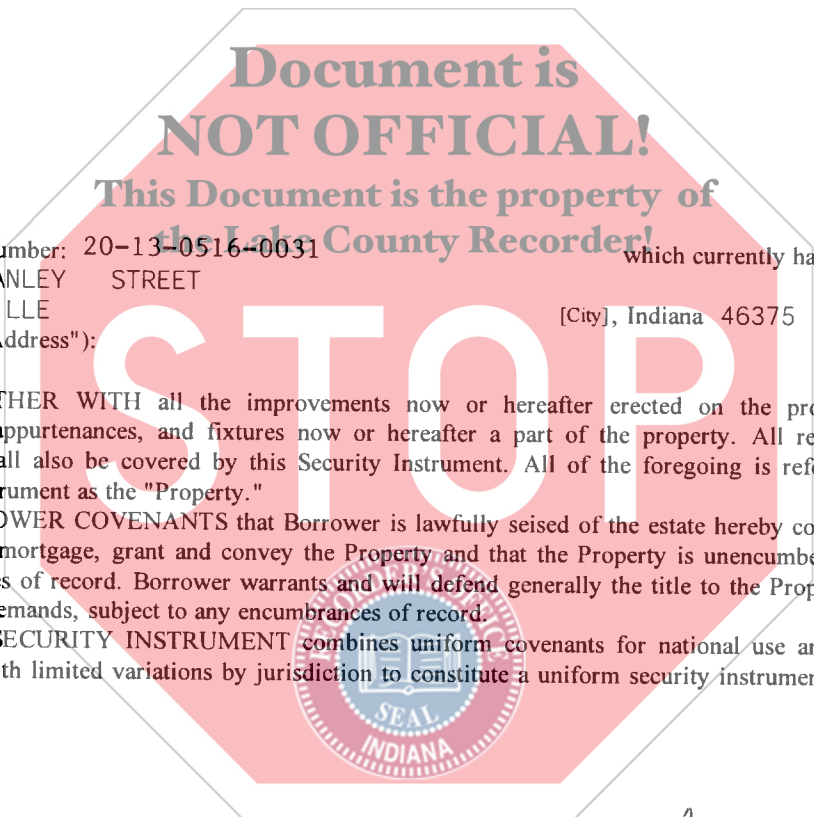 Document is
NOT OFFICIAL!
This Document is the property of
the Lake County Recorder!
umber: 20-13-0516-0031 which currently ha
ANLEY STREET
LLE [City], Indiana 46375
Address"):
STOP
THER WITH all the improvements now or hereafter erected on the pro
appurtenances, and fixtures now or hereafter a part of the property. All re
all also be covered by this Security Instrument. All of the foregoing is refe
rument as the "Property."
OWER COVENANTS that Borrower is lawfully seised of the estate hereby co
mortgage, grant and convey the Property and that the Property is unencumbe
es of record. Borrower warrants and will defend generally the title to the Prop
emands, subject to any encumbrances of record.
SECURITY INSTRUMENT combines uniform covenants for national use an
th limited variations by jurisdiction to constitute a uniform security instrumen
RECORDER'S OFFICE
SEAL
INDIANA